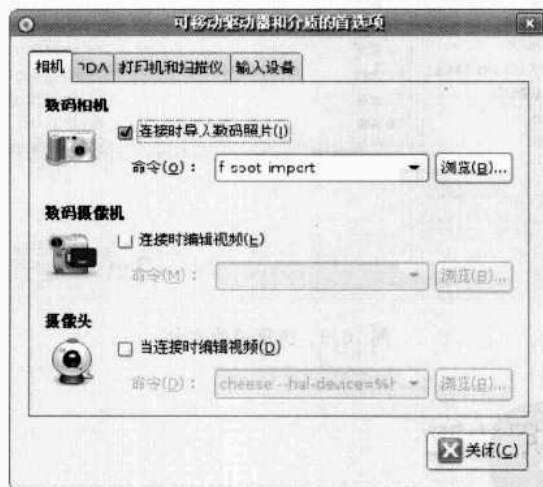 可移动驱动器和介质的首选项
相机 PDA 打印机和扫描仪 输入设备
数码相机
连接时导入数码照片(I)
命令(O)： f-spot-import 浏览(B)...
数码摄像机
连接时编辑视频(E)
命令(M)： 浏览(B)...
摄像头
当连接时编辑视频(D)
命令(D)： cheese --hal-device=%h 浏览(B)...
关闭(C)